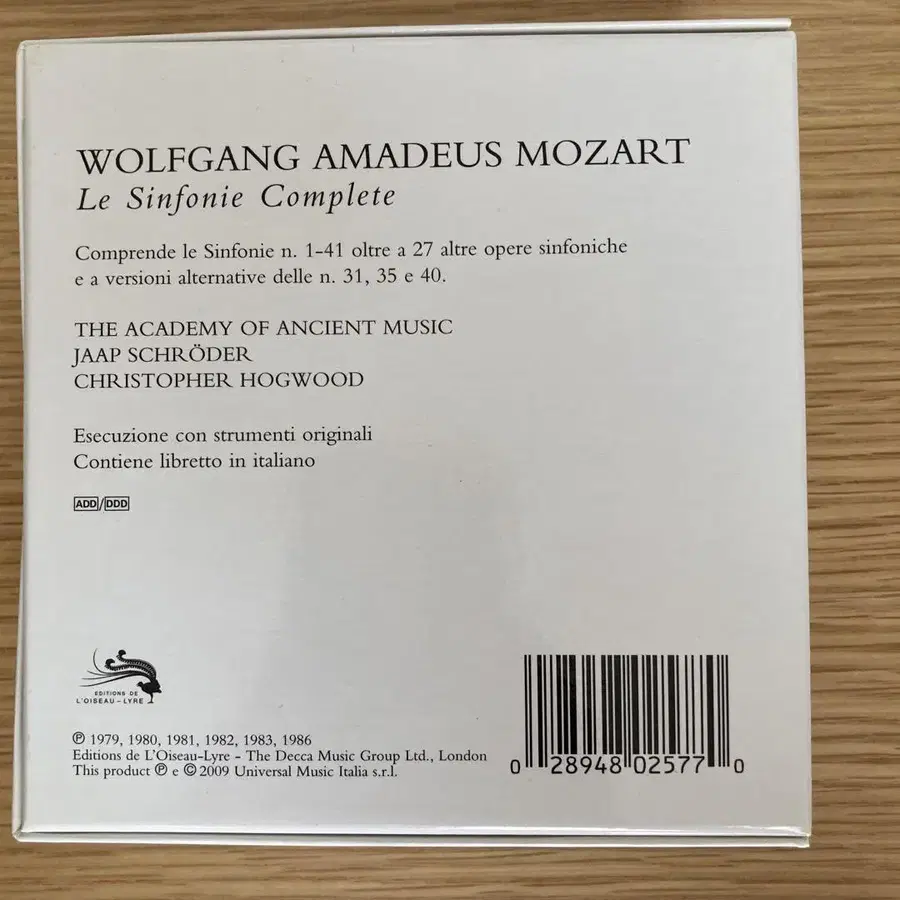 WOLFGANG AMADEUS MOZART
Le Sinfonie Complete
Comprende le Sinfonie n. 1-41 oltre a 27 altre opere sinfoniche
e a versioni alternative delle n. 31, 35 e 40.
THE ACADEMY OF ANCIENT MUSIC
JAAP SCHRÖDER
CHRISTOPHER HOGWOOD
Esecuzione con strumenti originali
Contiene libretto in italiano
ADD/DDD
EDITIONS DE
L'OISEAU-LYRE
℗ 1979, 1980, 1981, 1982, 1983, 1986
Editions de L'Oiseau-Lyre - The Decca Music Group Ltd., London
This product ℗ e © 2009 Universal Music Italia s.r.l.
0 28948 02577 0